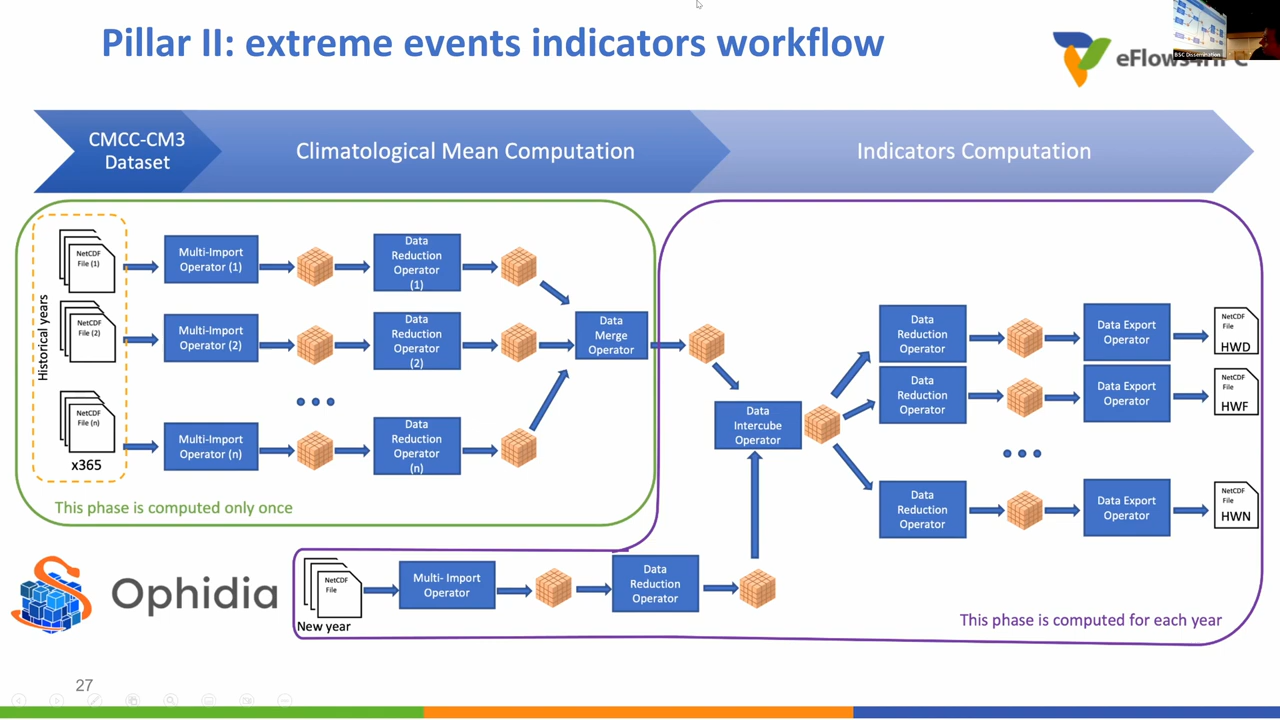 Pillar II: extreme events indicators workflow
BSC Dissemination
CMCC-CM3
Dataset
Climatological Mean Computation
Indicators Computation
Historical years
NetCDF
File (1)
Multi-Import
Operator (1)
Data
Reduction
Operator
(1)
NetCDF
File (2)
Multi-Import
Operator (2)
Data
Reduction
Operator
(2)
NetCDF
File (n)
Multi-Import
Operator (n)
Data
Reduction
Operator
(n)
x365
Data
Merge
Operator
This phase is computed only once
Data
Intercube
Operator
Data
Reduction
Operator
Data Export
Operator
NetCDF
File
HWD
Data
Reduction
Operator
Data Export
Operator
NetCDF
File
HWF
Data
Reduction
Operator
Data Export
Operator
NetCDF
File
HWN
Ophidia
NetCDF
File
New year
Multi- Import
Operator
Data
Reduction
Operator
This phase is computed for each year
27